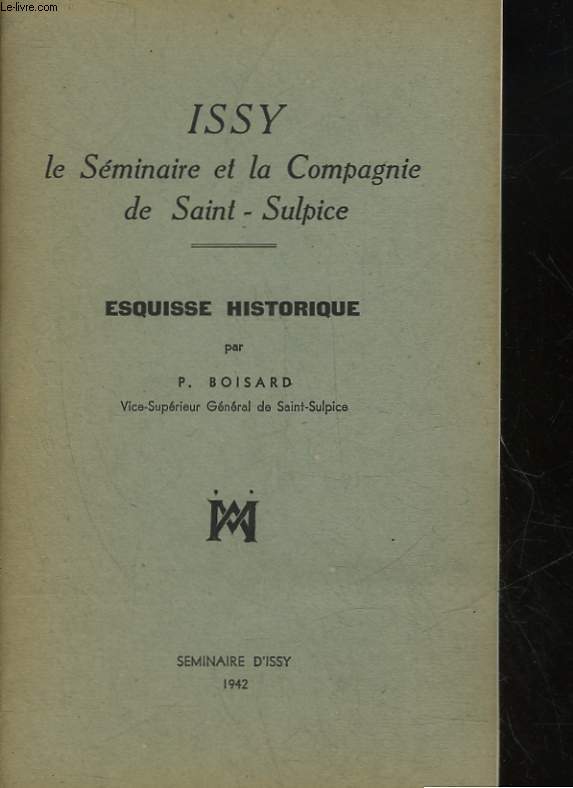 Le-livre.com
ISSY
le Séminaire et la Compagnie
de Saint - Sulpice
ESQUISSE HISTORIQUE
par
P. BOISARD
Vice-Supérieur Général de Saint-Sulpice
SEMINAIRE D'ISSY
1942